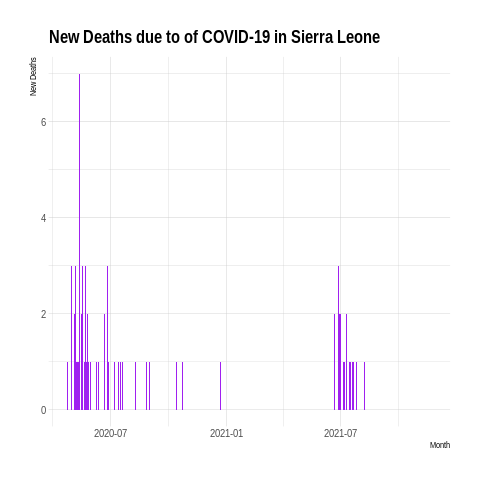 New Deaths due to of COVID-19 in Sierra Leone
New Deaths
6
4
2
0
2020-07 2021-01 2021-07
Month